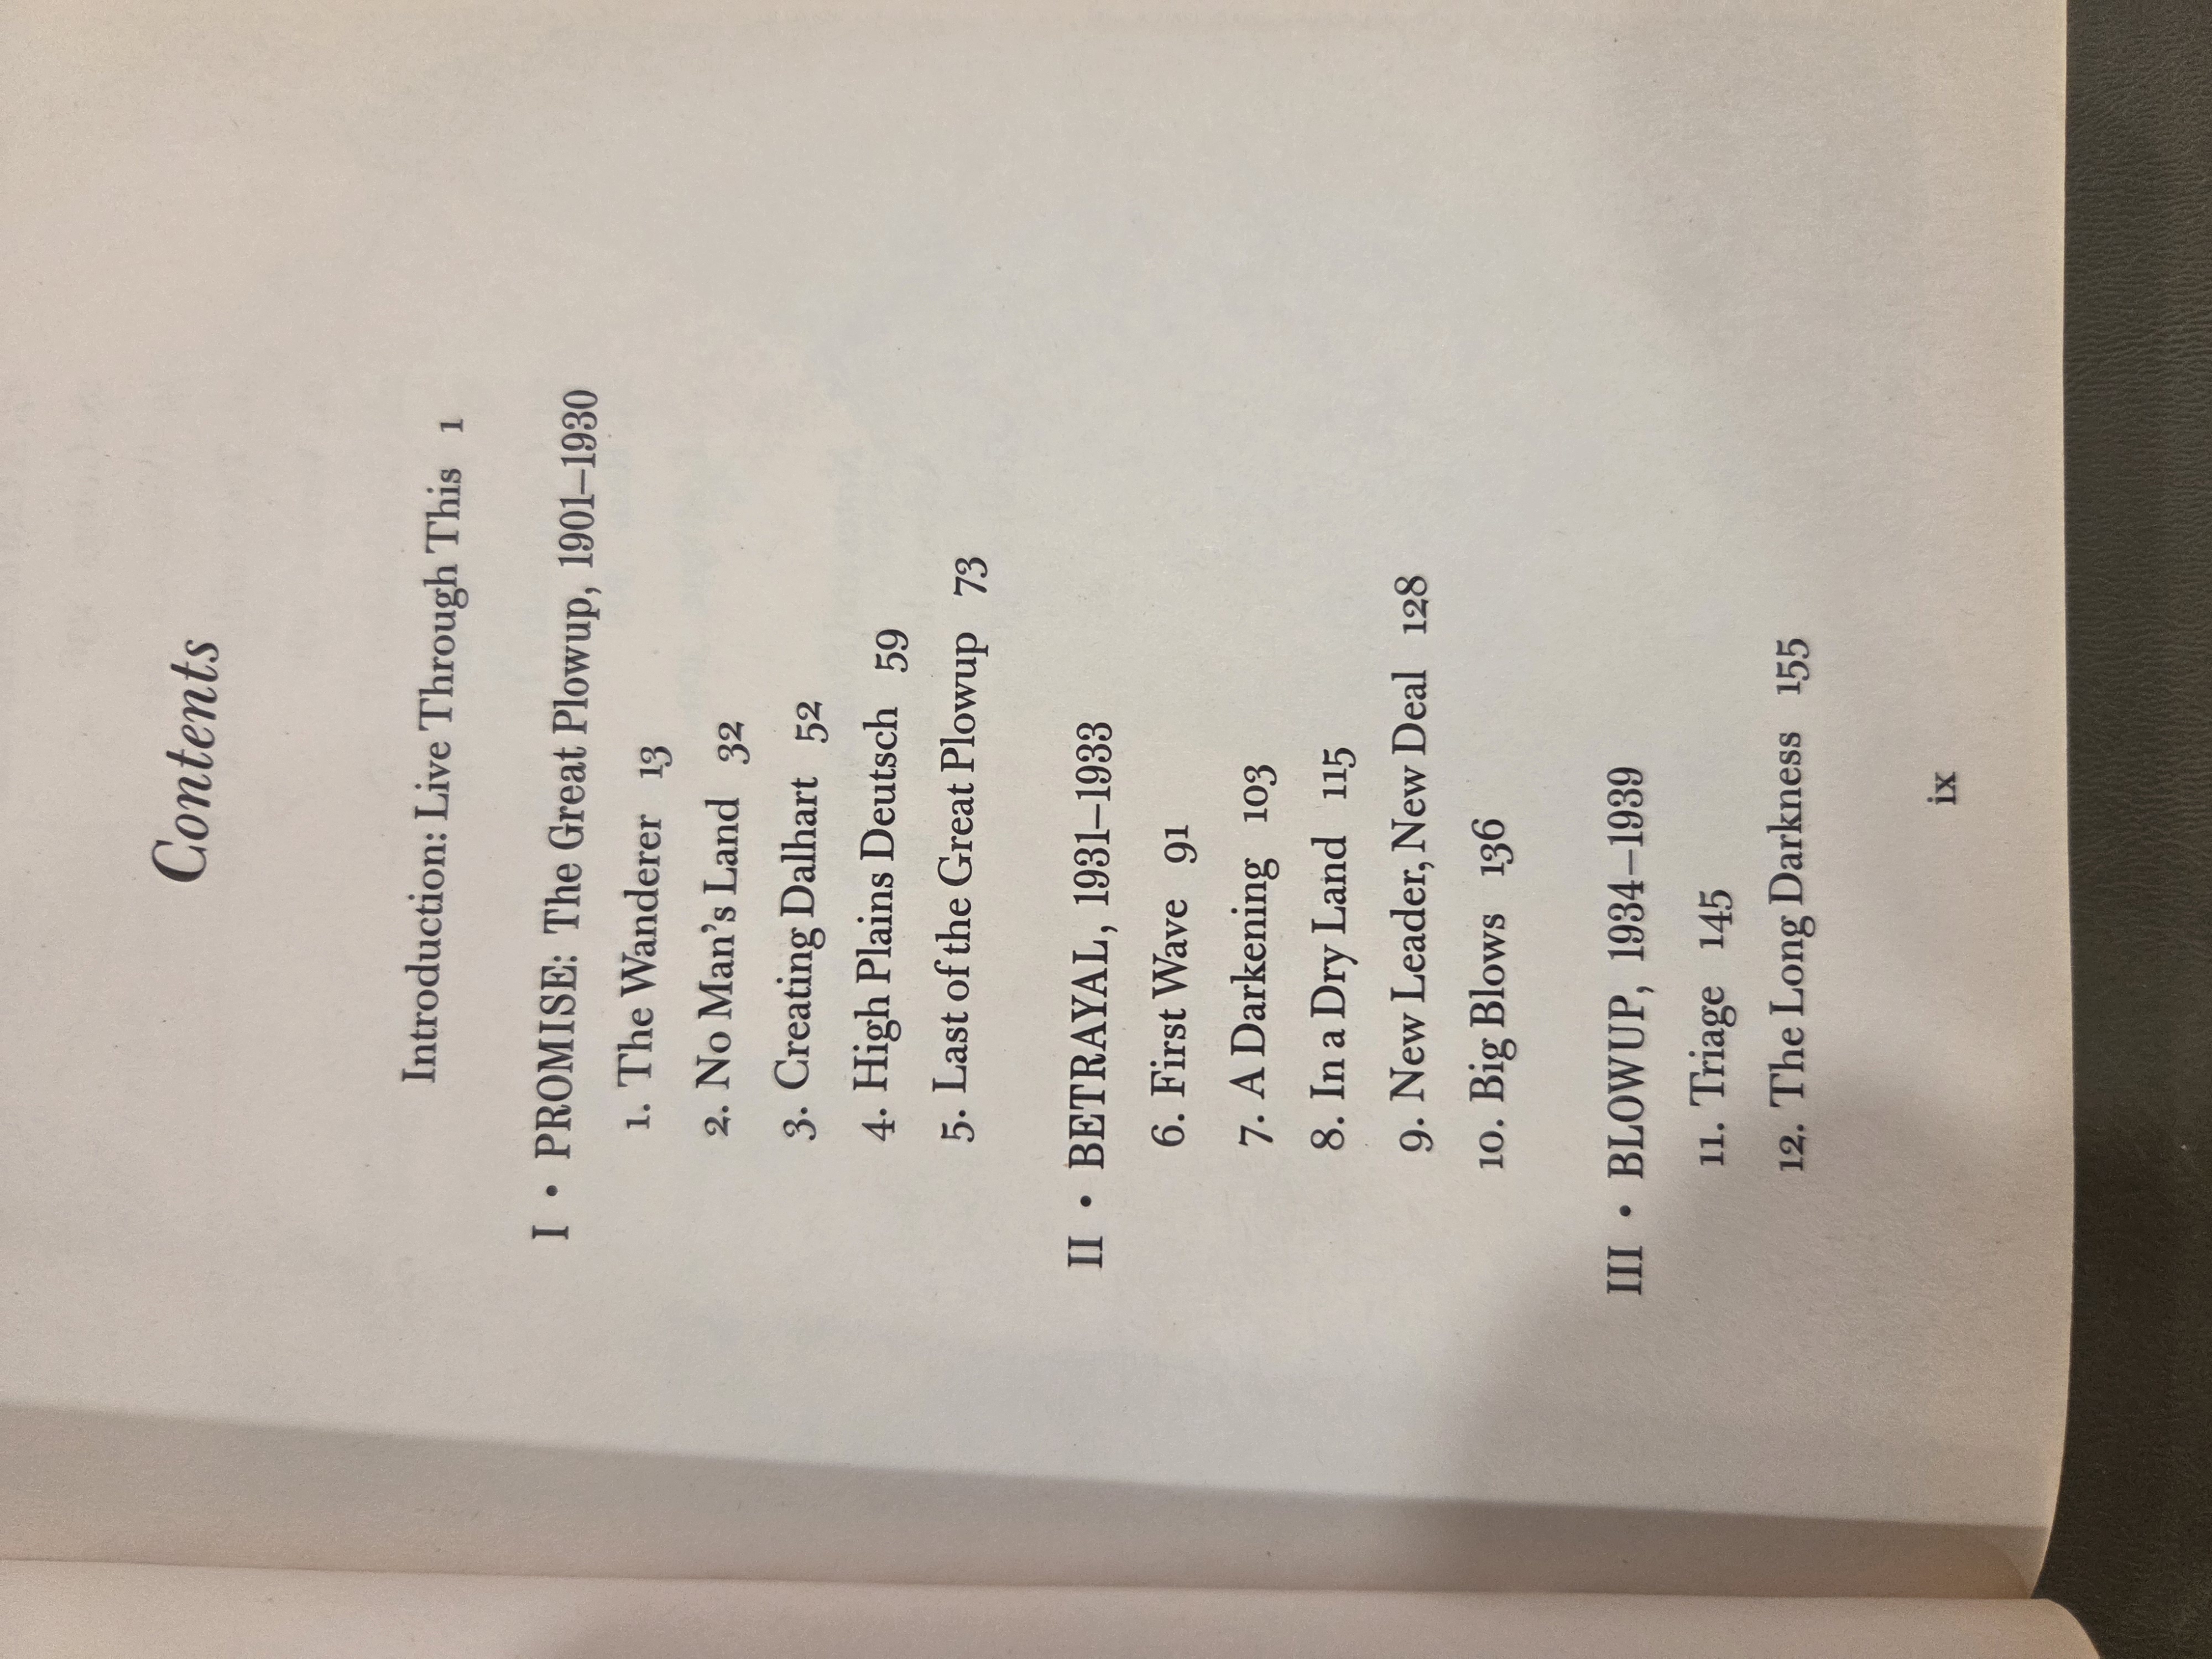 Contents
Introduction: Live Through This 1
I • PROMISE: The Great Plowup, 1901–1930
1. The Wanderer 13
2. No Man’s Land 32
3. Creating Dalhart 52
4. High Plains Deutsch 59
5. Last of the Great Plowup 73
II • BETRAYAL, 1931–1933
6. First Wave 91
7. A Darkening 103
8. In a Dry Land 115
9. New Leader, New Deal 128
10. Big Blows 136
III • BLOWUP, 1934–1939
11. Triage 145
12. The Long Darkness 155
ix